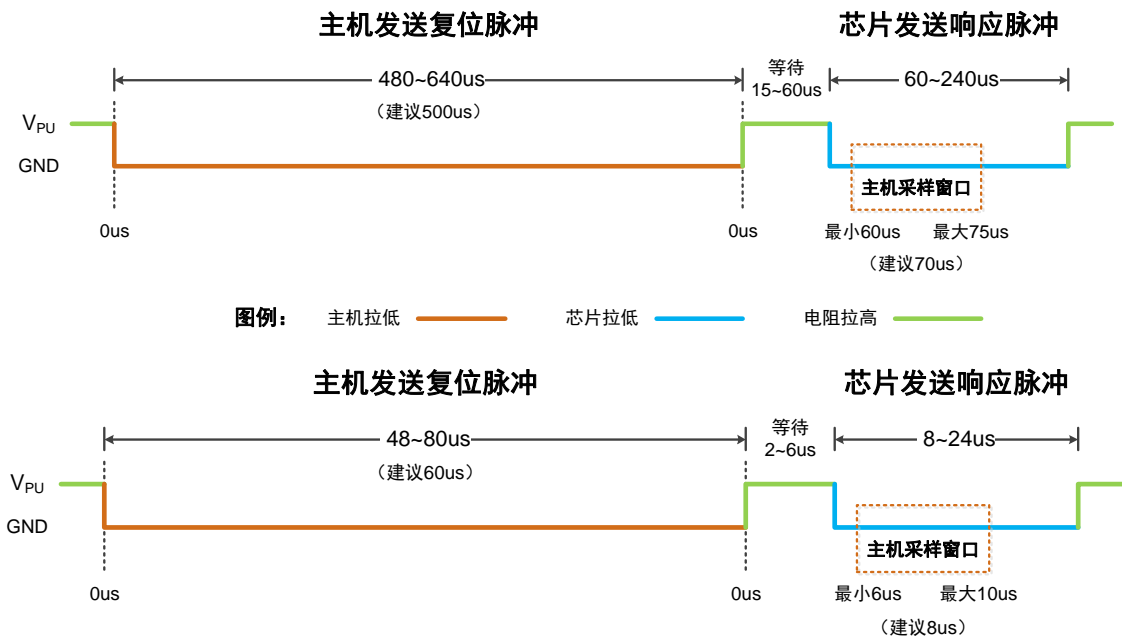 主机发送复位脉冲
芯片发送响应脉冲
480~640us
（建议500us）
等待
15~60us
60~240us
VPU
GND
主机采样窗口
0us
0us
最小60us
最大75us
（建议70us）
图例：
主机拉低
芯片拉低
电阻拉高
主机发送复位脉冲
芯片发送响应脉冲
48~80us
（建议60us）
等待
2~6us
8~24us
VPU
GND
主机采样窗口
0us
0us
最小6us
最大10us
（建议8us）